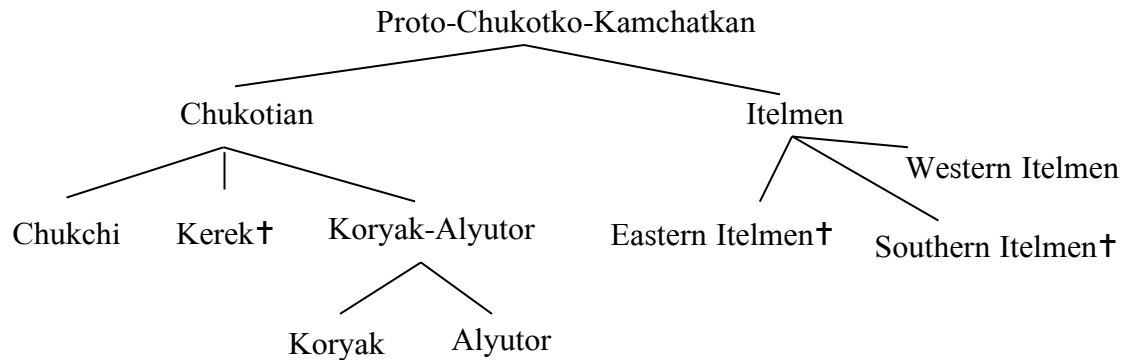 Proto-Chukotko-Kamchatkan
Chukotian
Itelmen
Western Itelmen
Chukchi
Kerek†
Koryak-Alyutor
Eastern Itelmen†
Southern Itelmen†
Koryak
Alyutor